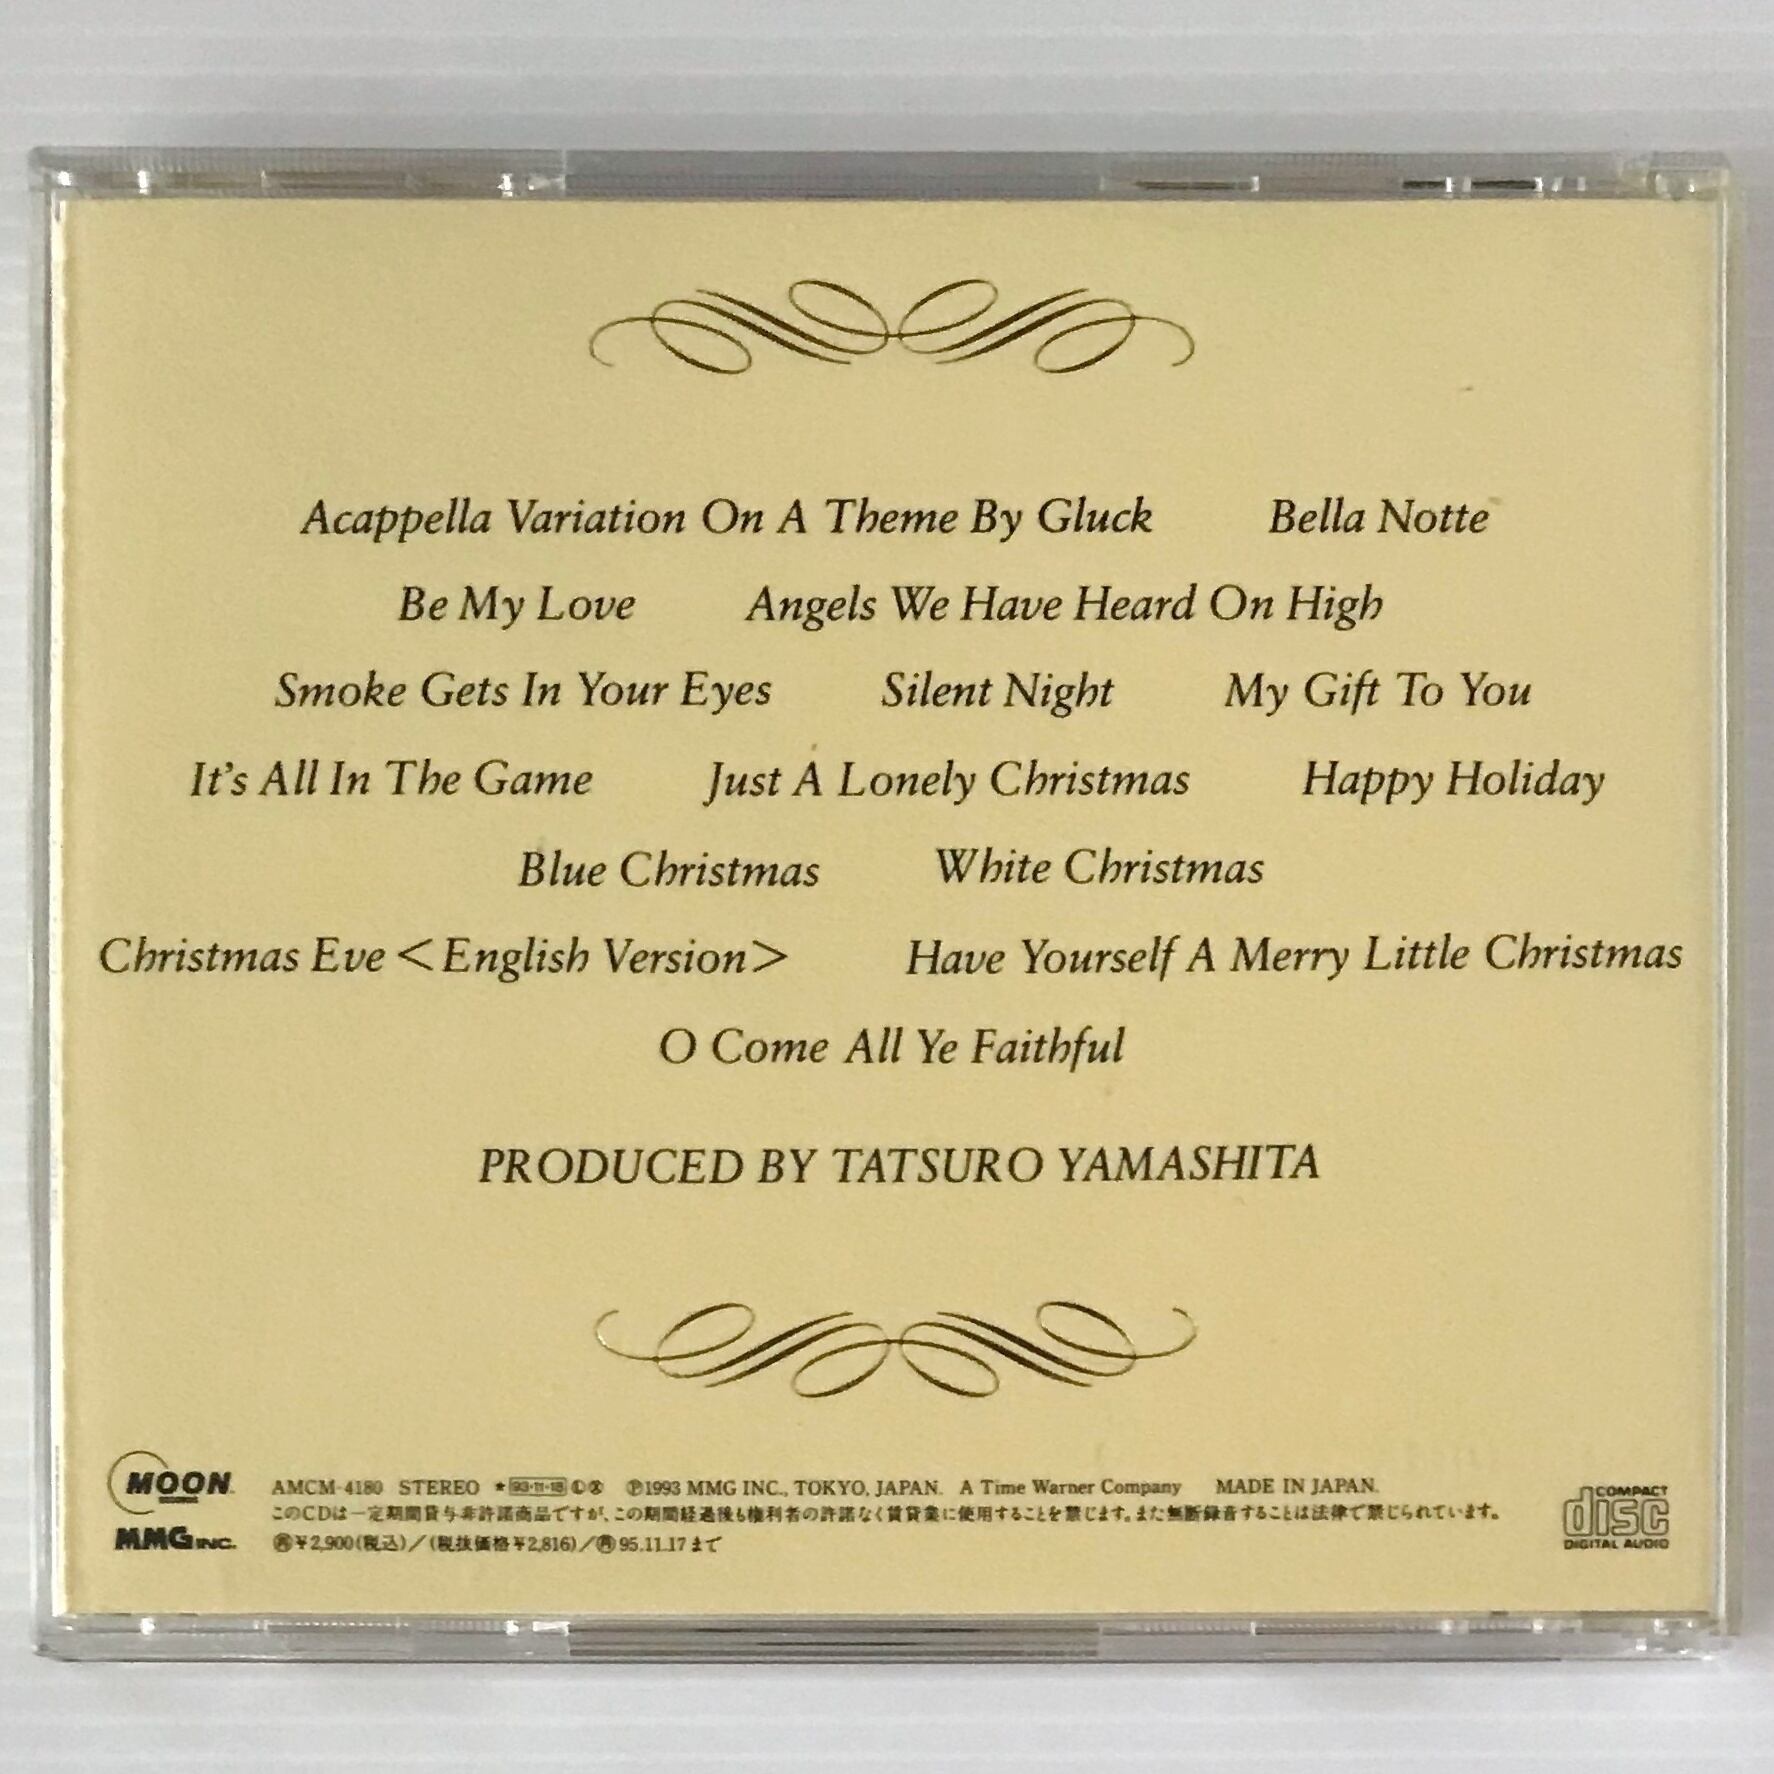 Acappella Variation On A Theme By Gluck Bella Notte
Be My Love Angels We Have Heard On High
Smoke Gets In Your Eyes Silent Night My Gift To You
It's All In The Game Just A Lonely Christmas Happy Holiday
Blue Christmas White Christmas
Christmas Eve <English Version> Have Yourself A Merry Little Christmas
O Come All Ye Faithful
PRODUCED BY TATSURO YAMASHITA
MOON
MMG INC.
AMCM-4180 STEREO ★ 93·11·18 Ⓛ Ⓧ Ⓟ1993 MMG INC., TOKYO, JAPAN. A Time Warner Company MADE IN JAPAN.
このCDは一定期間貸与非許諾商品ですが、この期間経過後も権利者の許諾なく賃貸業に使用することを禁じます。また無断録音することは法律で禁じられています。
㋞¥2,900(税込)/(税抜価格¥2,816)/㋞95.11.17まで
COMPACT
disc
DIGITAL AUDIO